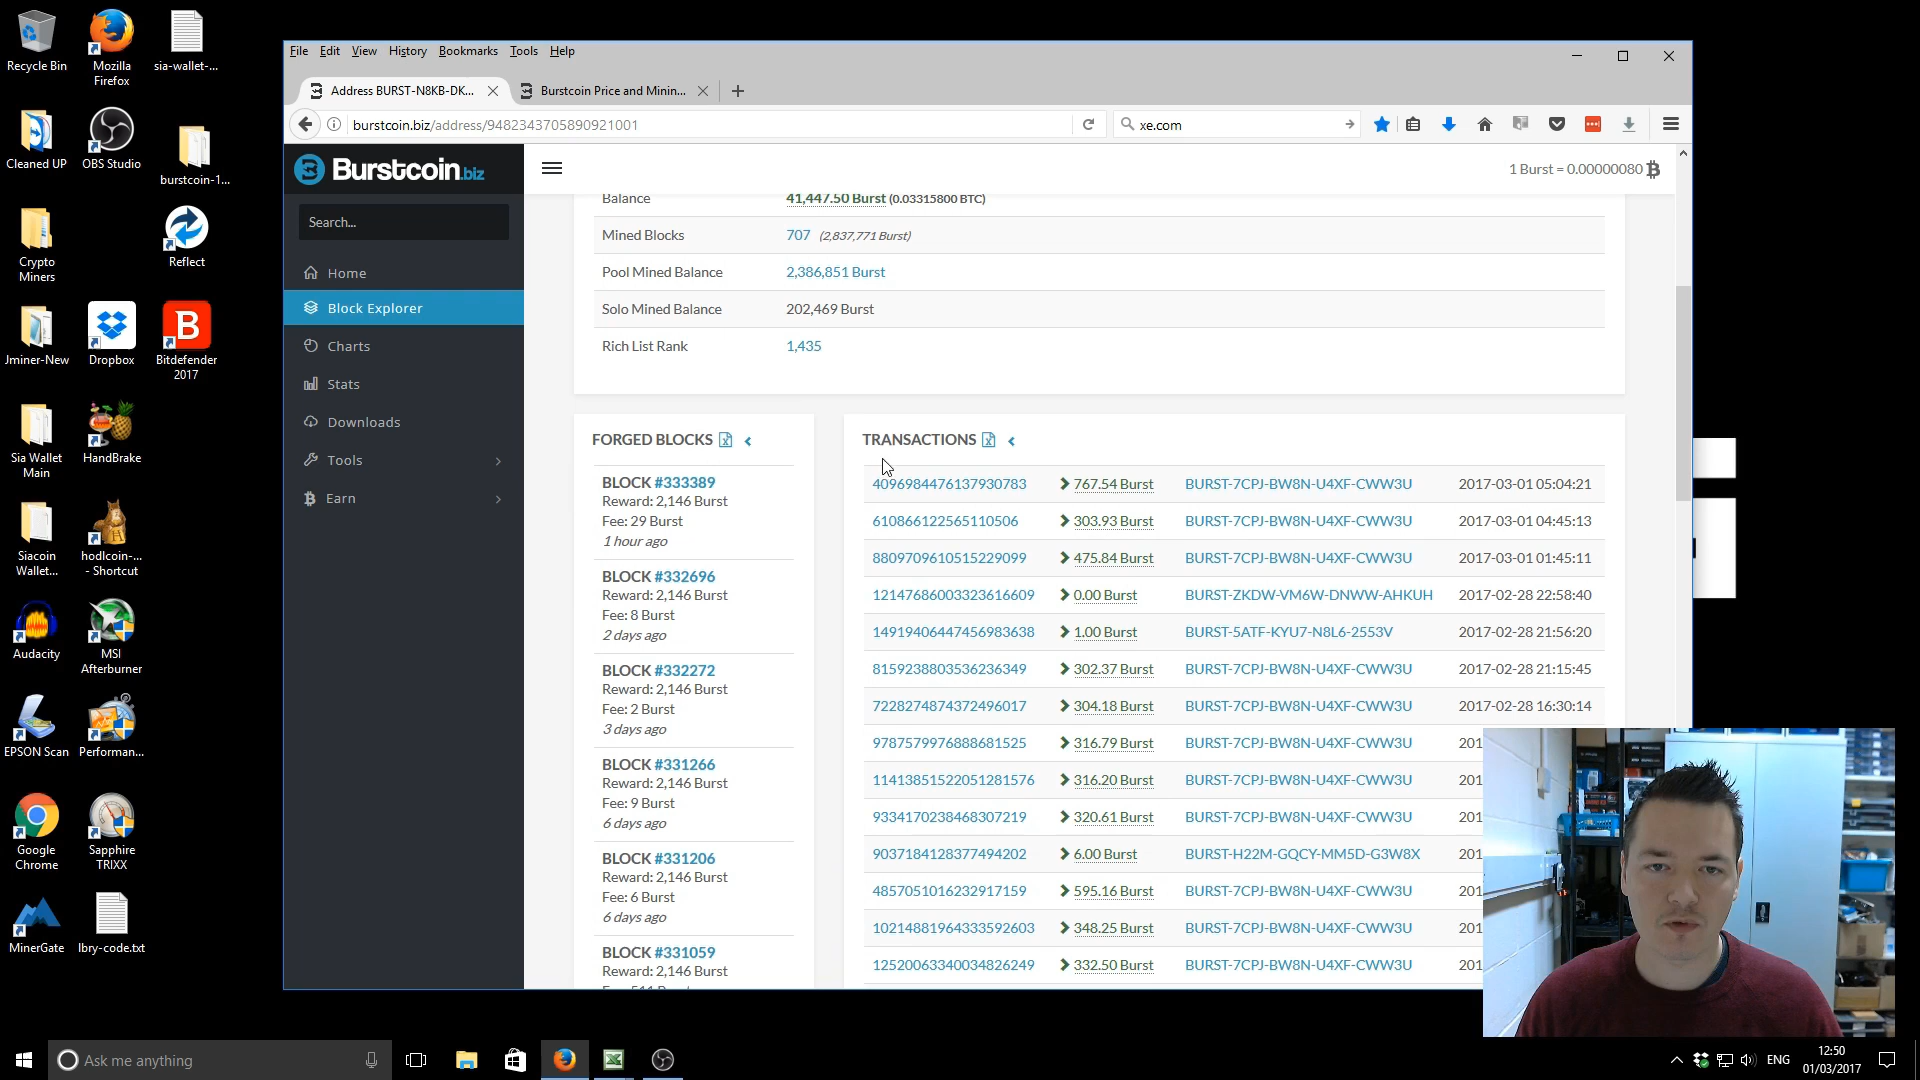 Recycle Bin
Mozilla Firefox
sia-wallet-...
Cleaned UP
OBS Studio
burstcoin-1...
Crypto Miners
Reflect
Jminer-New
Dropbox
Bitdefender 2017
Sia Wallet Main
HandBrake
Siacoin Wallet...
hodlcoin-... - Shortcut
Audacity
MSI Afterburner
EPSON Scan
Performan...
Google Chrome
Sapphire TRIXX
MinerGate
lbry-code.txt
File Edit View History Bookmarks Tools Help
Address BURST-N8KB-DK...
Burstcoin Price and Minin...
burstcoin.biz/address/9482343705890921001
xe.com
Burstcoin.biz
1 Burst = 0.00000080
Search...
Home
Block Explorer
Charts
Stats
Downloads
Tools
Earn
Balance 41,447.50 Burst (0.03315800 BTC)
Mined Blocks 707 (2,837,771 Burst)
Pool Mined Balance 2,386,851 Burst
Solo Mined Balance 202,469 Burst
Rich List Rank 1,435
FORGED BLOCKS
BLOCK #333389
Reward: 2,146 Burst
Fee: 29 Burst
1 hour ago
BLOCK #332696
Reward: 2,146 Burst
Fee: 8 Burst
2 days ago
BLOCK #332272
Reward: 2,146 Burst
Fee: 2 Burst
3 days ago
BLOCK #331266
Reward: 2,146 Burst
Fee: 9 Burst
6 days ago
BLOCK #331206
Reward: 2,146 Burst
Fee: 6 Burst
6 days ago
BLOCK #331059
Reward: 2,146 Burst
TRANSACTIONS
4096984476137930783 767.54 Burst BURST-7CPJ-BW8N-U4XF-CWW3U 2017-03-01 05:04:21
610866122565110506 303.93 Burst BURST-7CPJ-BW8N-U4XF-CWW3U 2017-03-01 04:45:13
8809709610515229099 475.84 Burst BURST-7CPJ-BW8N-U4XF-CWW3U 2017-03-01 01:45:11
12147686003323616609 0.00 Burst BURST-ZKDW-VM6W-DNWW-AHKUH 2017-02-28 22:58:40
14919406447456983638 1.00 Burst BURST-5ATF-KYU7-N8L6-2553V 2017-02-28 21:56:20
8159238803536236349 302.37 Burst BURST-7CPJ-BW8N-U4XF-CWW3U 2017-02-28 21:15:45
7228274874372496017 304.18 Burst BURST-7CPJ-BW8N-U4XF-CWW3U 2017-02-28 16:30:14
9787579976888681525 316.79 Burst BURST-7CPJ-BW8N-U4XF-CWW3U 201
11413851522051281576 316.20 Burst BURST-7CPJ-BW8N-U4XF-CWW3U 201
9334170238468307219 320.61 Burst BURST-7CPJ-BW8N-U4XF-CWW3U 201
9037184128377494202 6.00 Burst BURST-H22M-GQCY-MM5D-G3W8X 201
4857051016232917159 595.16 Burst BURST-7CPJ-BW8N-U4XF-CWW3U 201
10214881964333592603 348.25 Burst BURST-7CPJ-BW8N-U4XF-CWW3U 201
12520063340034826249 332.50 Burst BURST-7CPJ-BW8N-U4XF-CWW3U 201
Ask me anything
ENG
12:50
01/03/2017